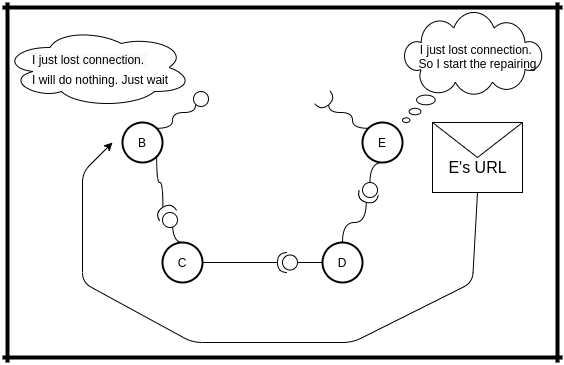 I just lost connection.
I will do nothing. Just wait
I just lost connection.
So I start the repairing
B
E
E's URL
C
D